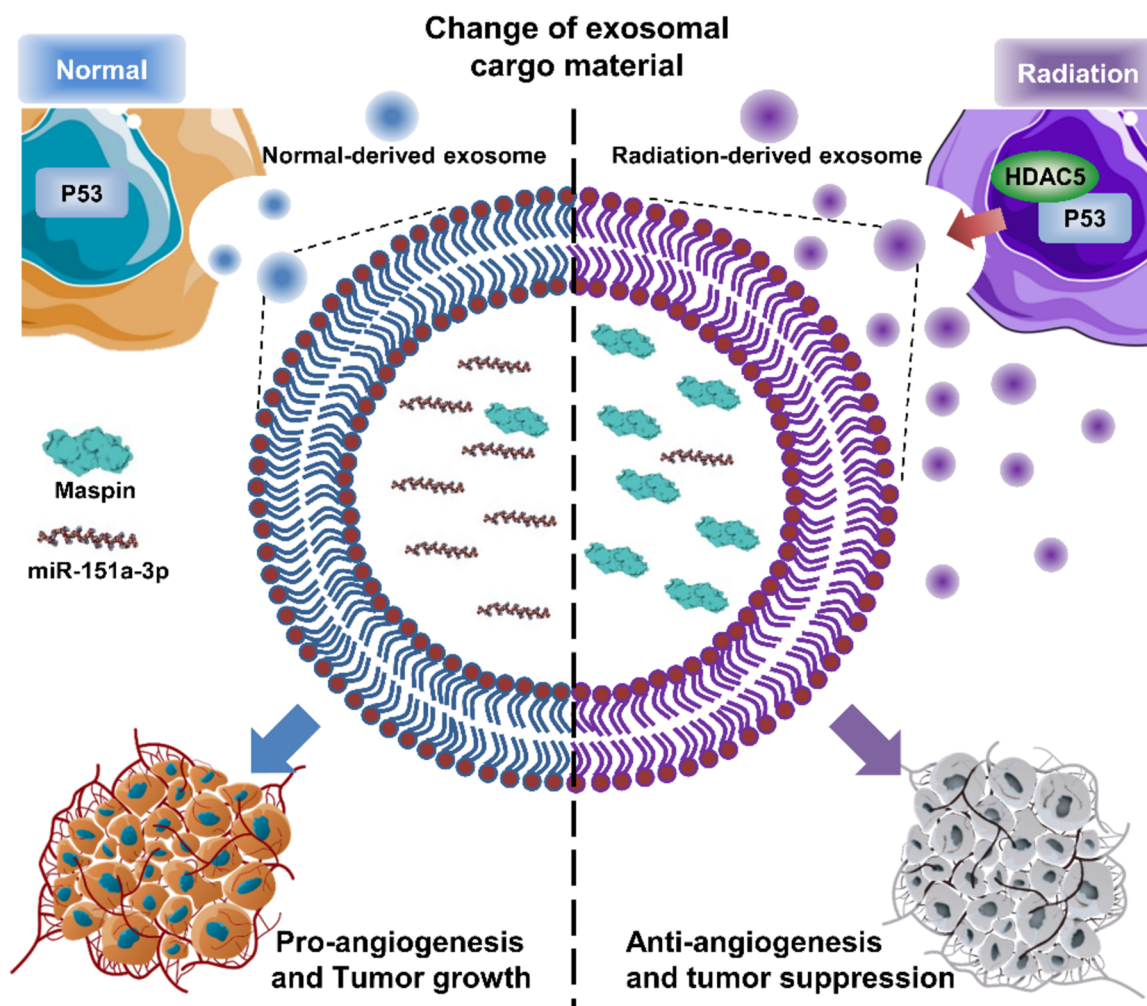 Change of exosomal
cargo material
Normal
Radiation
Normal-derived exosome
Radiation-derived exosome
P53
HDAC5
P53
Maspin
miR-151a-3p
Pro-angiogenesis
and Tumor growth
Anti-angiogenesis
and tumor suppression